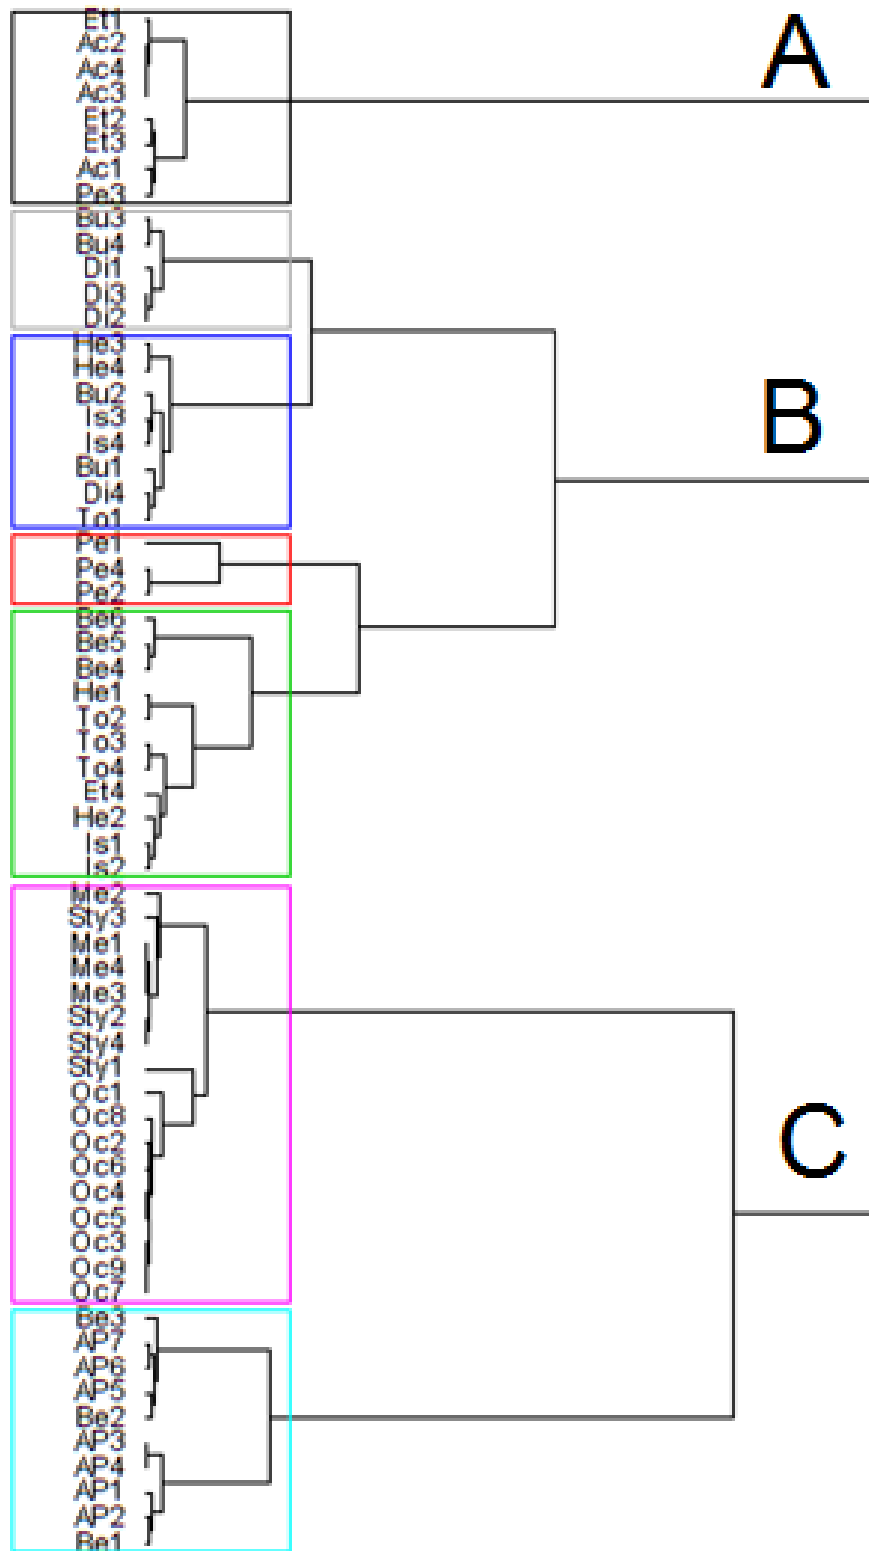 Et1
A
Ac2
Ac4
Ac3
Et2
Et3
Ac1
Pe3
Bu3
Bu4
Di1
Di3
Di2
He3
He4
Bu2
B
Is3
Is4
Bu1
Di4
To1
Pe1
Pe4
Pe2
Be6
Be5
Be4
He1
To2
To3
To4
Et4
He2
Is1
Is2
Me2
Sty3
Me1
Me4
Me3
Sty2
Sty4
Sty1
Oc1
Oc8
C
Oc2
Oc6
Oc4
Oc5
Oc3
Oc9
Oc7
Be3
AP7
AP6
AP5
Be2
AP3
AP4
AP1
AP2
Be1